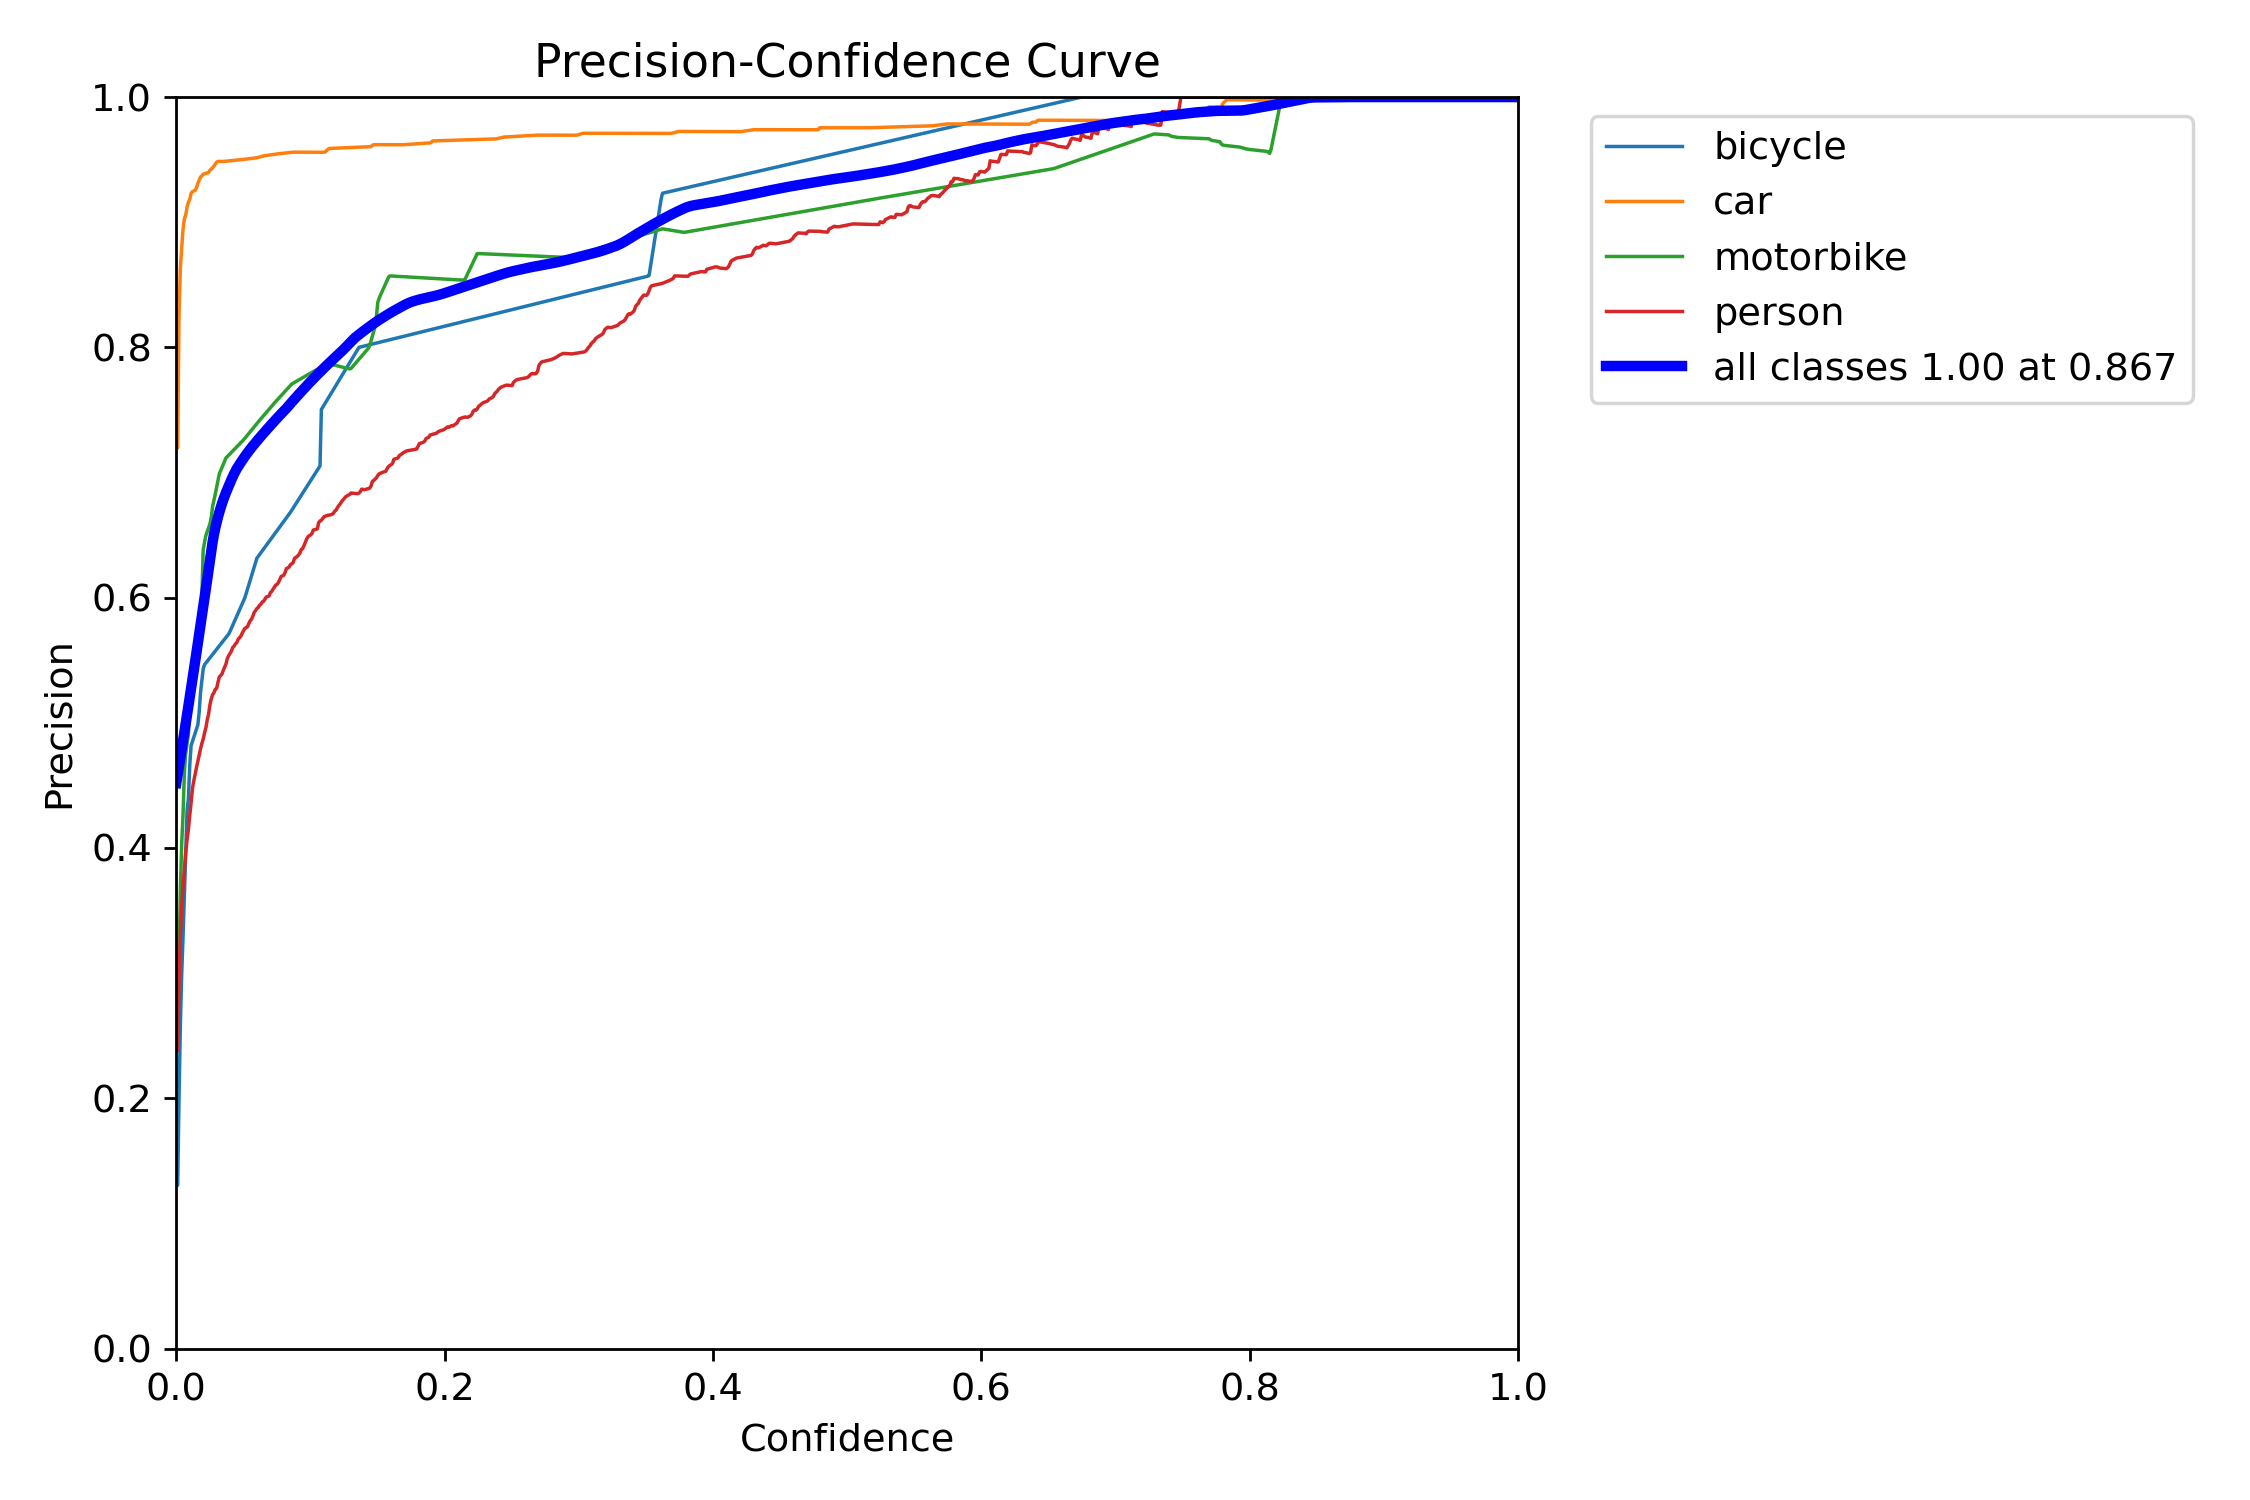 Precision-Confidence Curve
1.0
0.8
0.6
0.4
0.2
0.0
Precision
0.0 0.2 0.4 0.6 0.8 1.0
Confidence
bicycle
car
motorbike
person
all classes 1.00 at 0.867